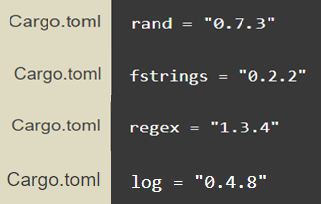 Cargo.toml rand = "0.7.3"
Cargo.toml fstrings = "0.2.2"
Cargo.toml regex = "1.3.4"
Cargo.toml log = "0.4.8"